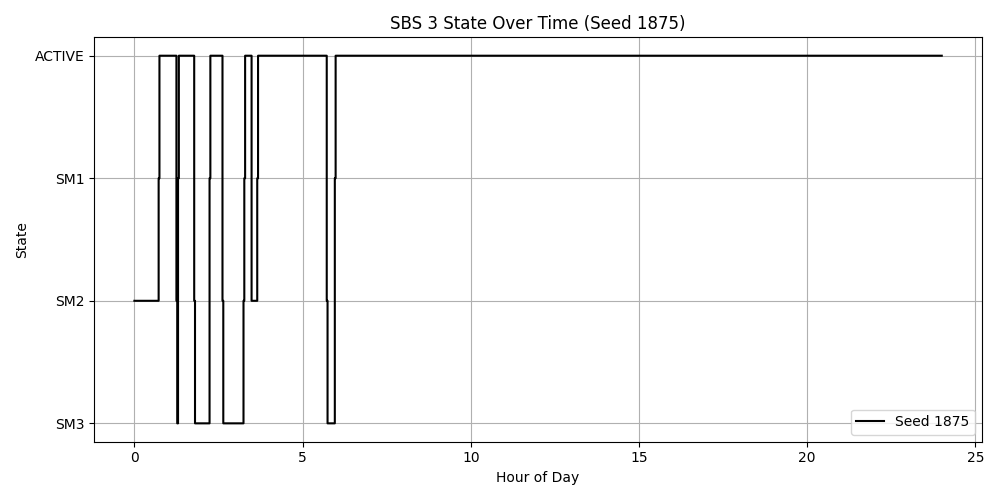 SBS 3 State Over Time (Seed 1875)
ACTIVE
SM1
SM2
SM3
State
0 5 10 15 20 25
Hour of Day
Seed 1875